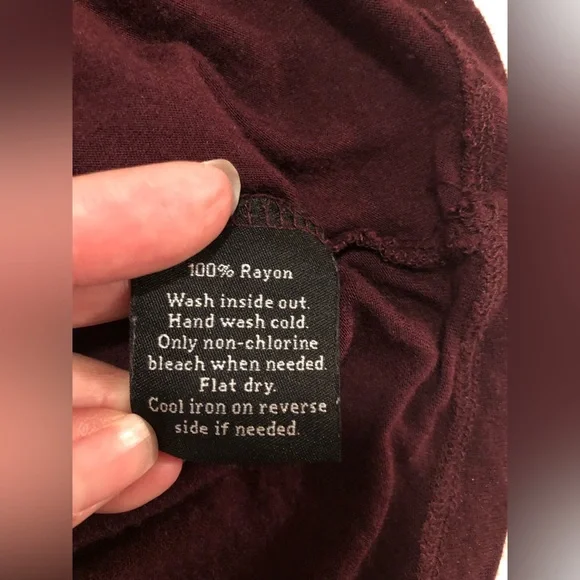 100% Rayon
Wash inside out.
Hand wash cold.
Only non-chlorine
bleach when needed.
Flat dry.
Cool iron on reverse
side if needed.